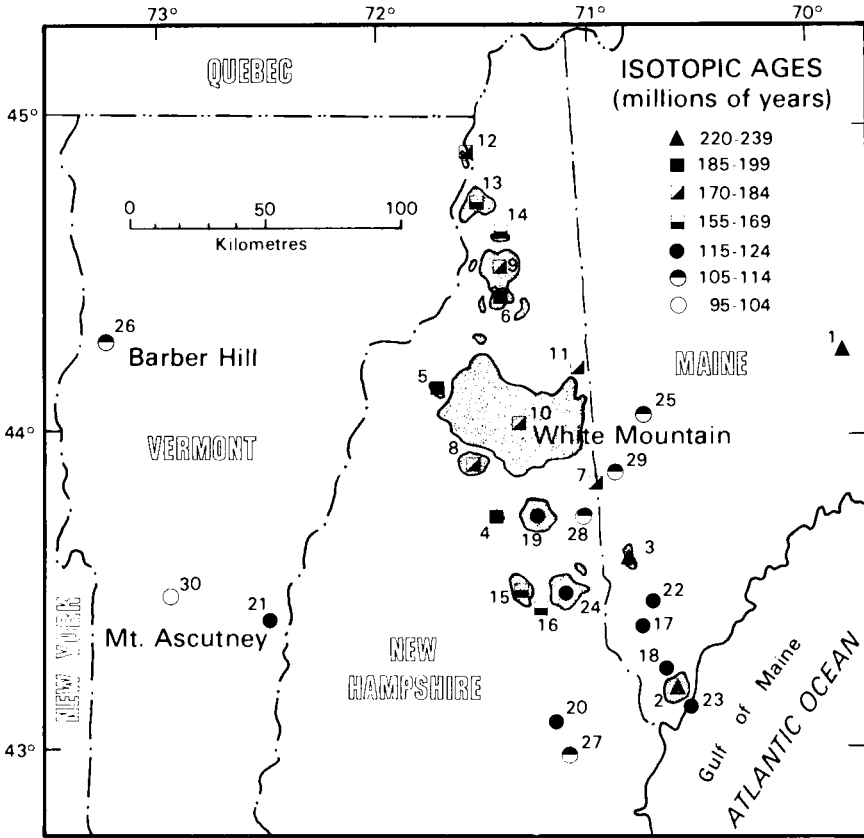 73° 72° 71° 70°
QUEBEC
ISOTOPIC AGES
(millions of years)
45°
220-239
185-199
170-184
155-169
115-124
105-114
95-104
12
13
0 50 100
Kilometres
14
9
6
26
Barber Hill
1
11
MAINE
5
25
10
44°
White Mountain
VERMONT
8
29
7
4
19
28
3
30
15
24
22
21
16
17
Mt. Ascutney
NEW YORK
NEW
HAMPSHIRE
18
2
23
20
27
43°
Gulf of Maine
ATLANTIC OCEAN